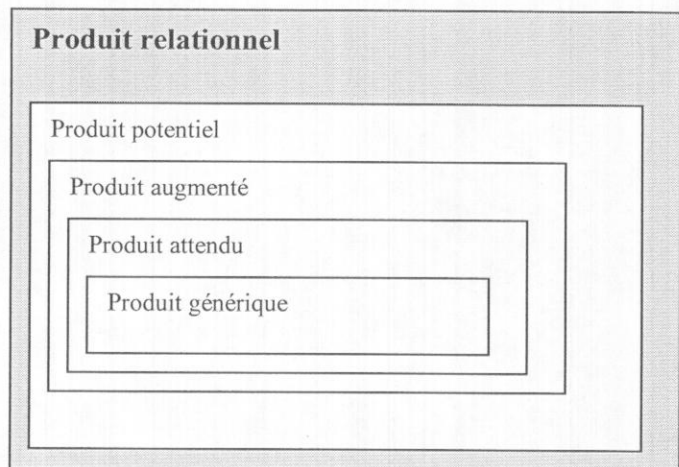 Produit relationnel
Produit potentiel
Produit augmenté
Produit attendu
Produit générique